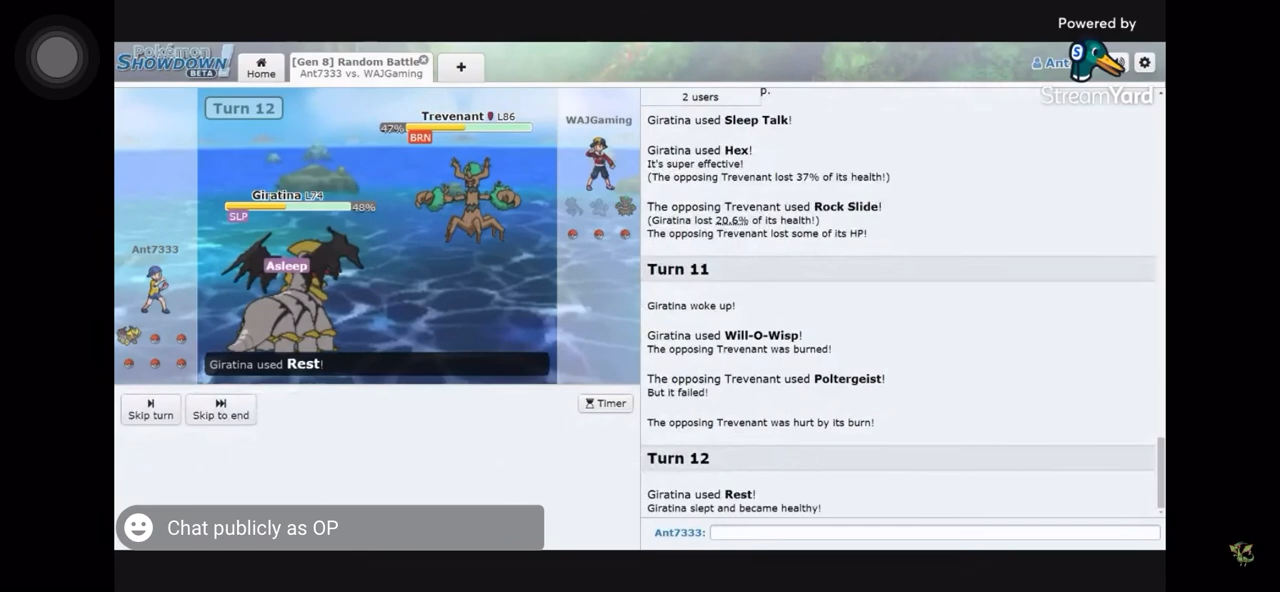 Powered by
StreamYard
Pokémon
SHOWDOWN!
BETA
Home
[Gen 8] Random Battle
Ant7333 vs. WAJGaming
+
Ant
S
Turn 12
Trevenant L86
47%
BRN
Giratina L74
48%
SLP
Asleep
Ant7333
WAJGaming
Giratina used Rest!
Skip turn
Skip to end
Timer
Chat publicly as OP
2 users
p.
Giratina used Sleep Talk!
Giratina used Hex!
It's super effective!
(The opposing Trevenant lost 37% of its health!)
The opposing Trevenant used Rock Slide!
(Giratina lost 20.6% of its health!)
The opposing Trevenant lost some of its HP!
Turn 11
Giratina woke up!
Giratina used Will-O-Wisp!
The opposing Trevenant was burned!
The opposing Trevenant used Poltergeist!
But it failed!
The opposing Trevenant was hurt by its burn!
Turn 12
Giratina used Rest!
Giratina slept and became healthy!
Ant7333: